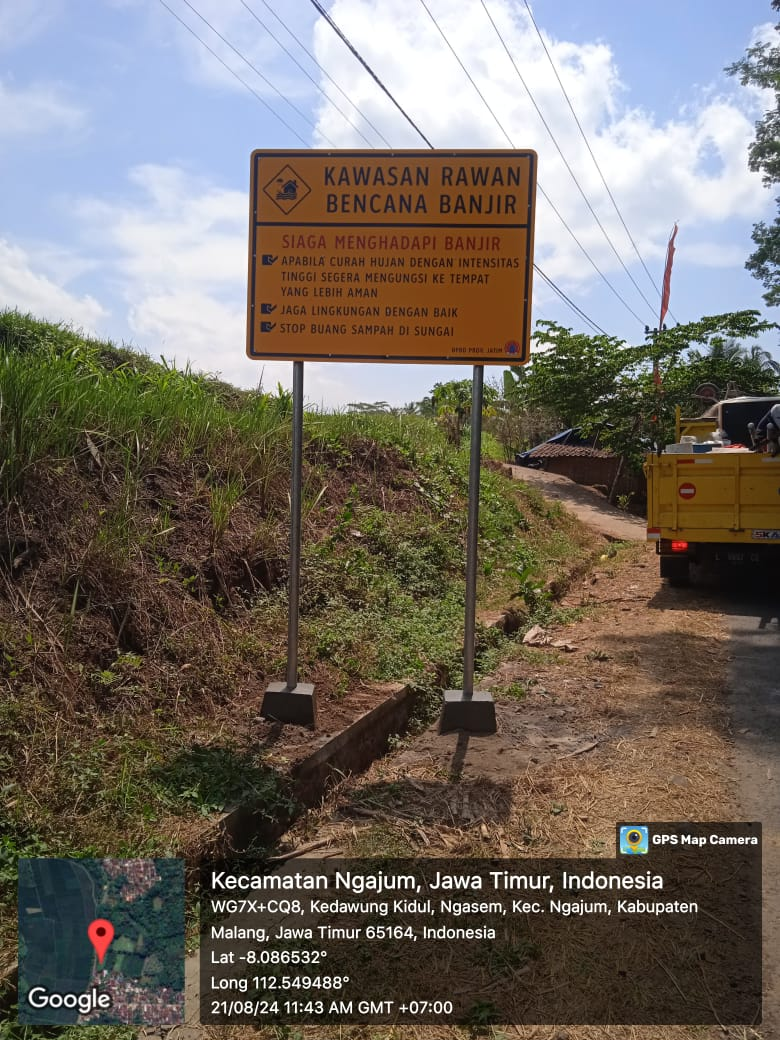 KAWASAN RAWAN
BENCANA BANJIR
SIAGA MENGHADAPI BANJIR
APABILA CURAH HUJAN DENGAN INTENSITAS
TINGGI SEGERA MENGUNGSI KE TEMPAT
YANG LEBIH AMAN
JAGA LINGKUNGAN DENGAN BAIK
STOP BUANG SAMPAH DI SUNGAI
BPBD PROV. JATIM
GPS Map Camera
Kecamatan Ngajum, Jawa Timur, Indonesia
WG7X+CQ8, Kedawung Kidul, Ngasem, Kec. Ngajum, Kabupaten
Malang, Jawa Timur 65164, Indonesia
Lat -8.086532°
Long 112.549488°
21/08/24 11:43 AM GMT +07:00
Google